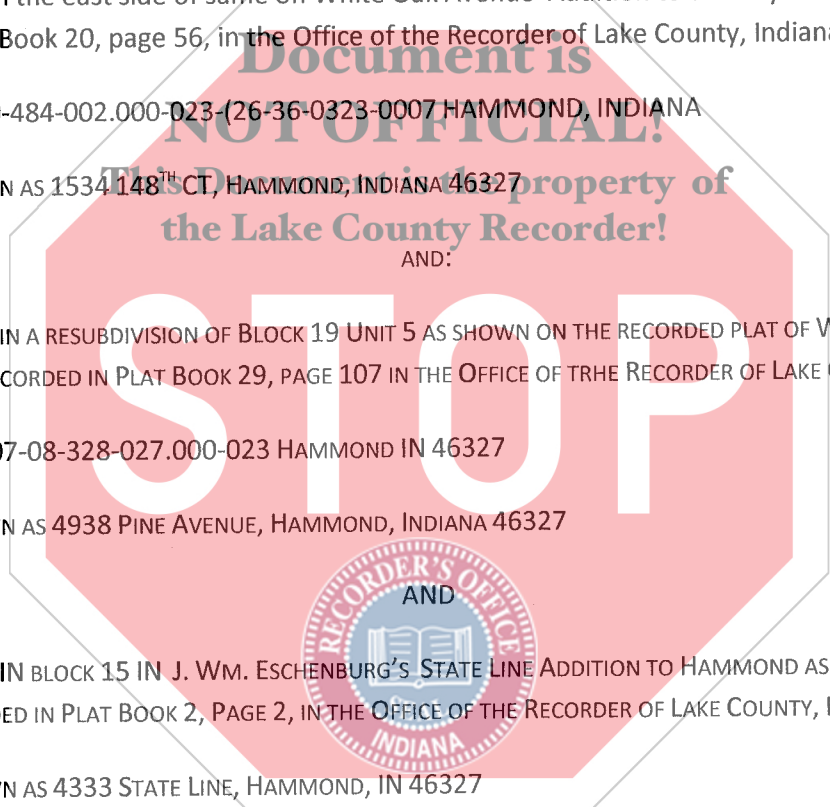 the east side of same on White Oak Avenue
Book 20, page 56, in the Office of the Recorder of Lake County, Indiana
Document is
-484-002.000-023-(26-36-0323-0007 HAMMOND, INDIANA
NOT OFFICIAL!
N AS 1534 148TH CT, HAMMOND, INDIANA 46327
This Document is the property of
the Lake County Recorder!
AND:
STOP
IN A RESUBDIVISION OF BLOCK 19 UNIT 5 AS SHOWN ON THE RECORDED PLAT OF W
CORDED IN PLAT BOOK 29, PAGE 107 IN THE OFFICE OF TRHE RECORDER OF LAKE
07-08-328-027.000-023 HAMMOND IN 46327
N AS 4938 PINE AVENUE, HAMMOND, INDIANA 46327
RECORDER'S OFFICE
AND
IN BLOCK 15 IN J. WM. ESCHENBURG'S STATE LINE ADDITION TO HAMMOND AS
ED IN PLAT BOOK 2, PAGE 2, IN THE OFFICE OF THE RECORDER OF LAKE COUNTY, I
INDIANA
N AS 4333 STATE LINE, HAMMOND, IN 46327